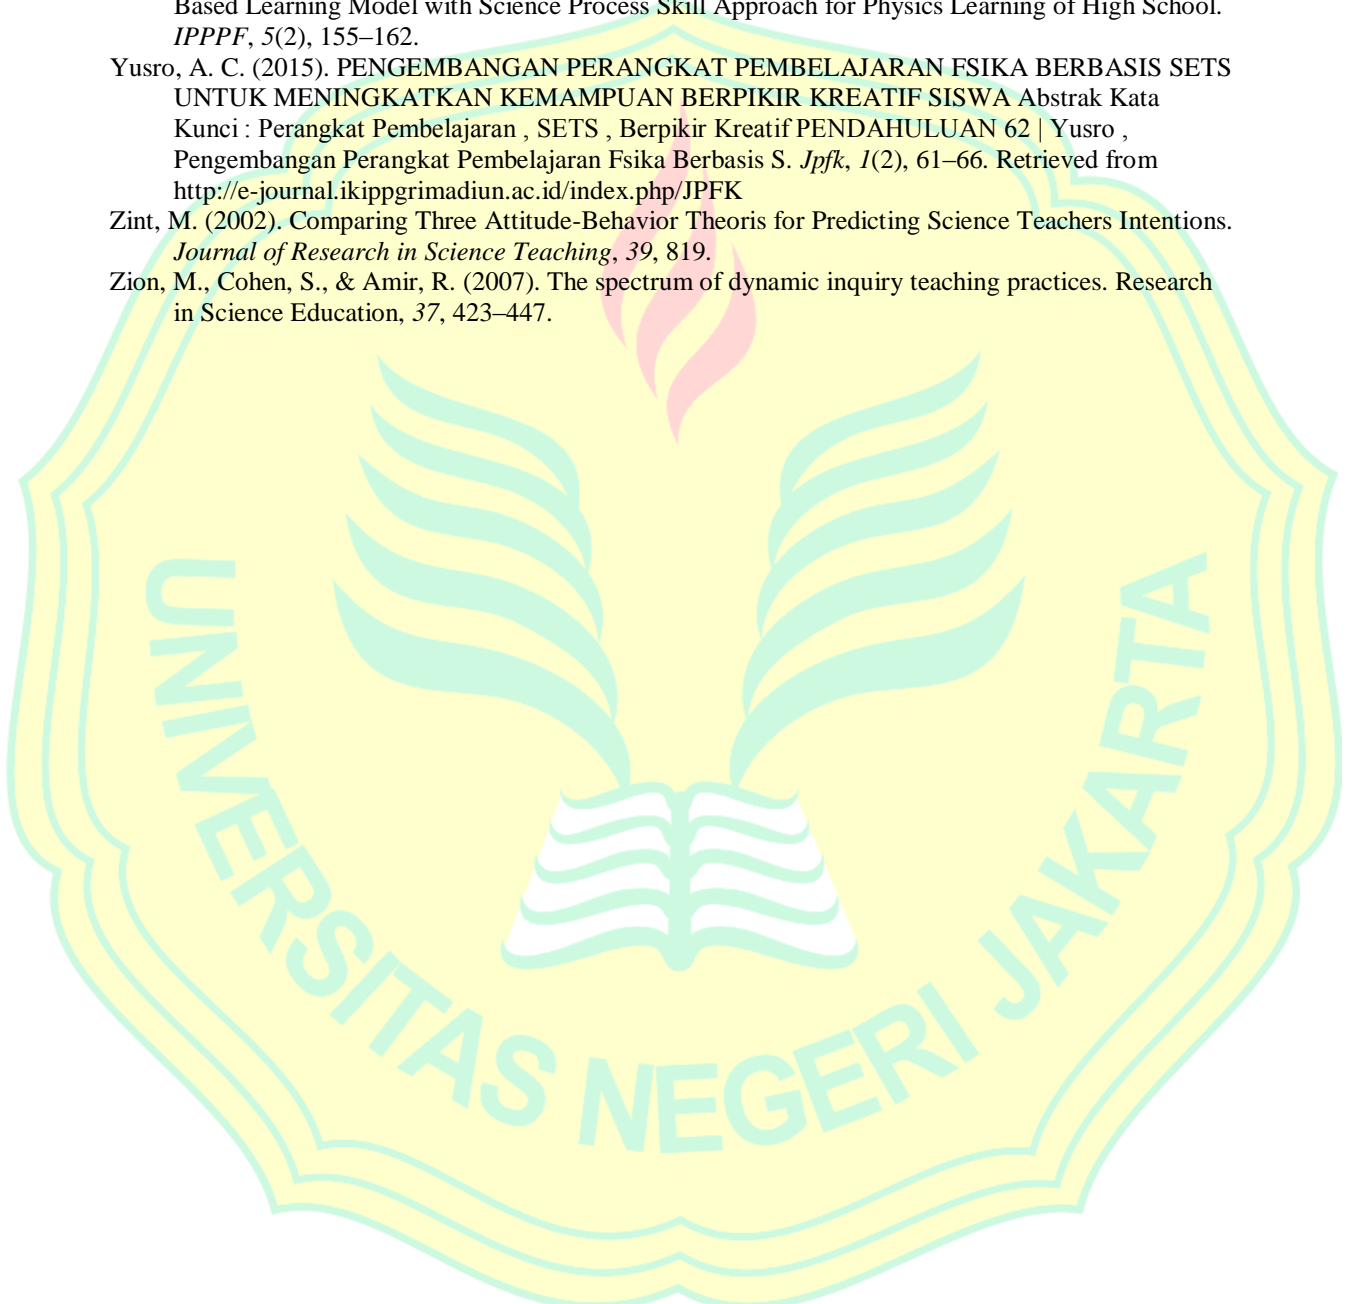 Based Learning Model with Science Process Skill Approach for Physics Learning of High School.
IPPPF, 5(2), 155–162.
Yusro, A. C. (2015). PENGEMBANGAN PERANGKAT PEMBELAJARAN FSIKA BERBASIS SETS
UNTUK MENINGKATKAN KEMAMPUAN BERPIKIR KREATIF SISWA Abstrak Kata
Kunci : Perangkat Pembelajaran , SETS , Berpikir Kreatif PENDAHULUAN 62 | Yusro ,
Pengembangan Perangkat Pembelajaran Fsika Berbasis S. Jpfk, 1(2), 61–66. Retrieved from
http://e-journal.ikippgrimadiun.ac.id/index.php/JPFK
Zint, M. (2002). Comparing Three Attitude-Behavior Theoris for Predicting Science Teachers Intentions.
Journal of Research in Science Teaching, 39, 819.
Zion, M., Cohen, S., & Amir, R. (2007). The spectrum of dynamic inquiry teaching practices. Research
in Science Education, 37, 423–447.
UNIVERSITAS NEGERI JAKARTA